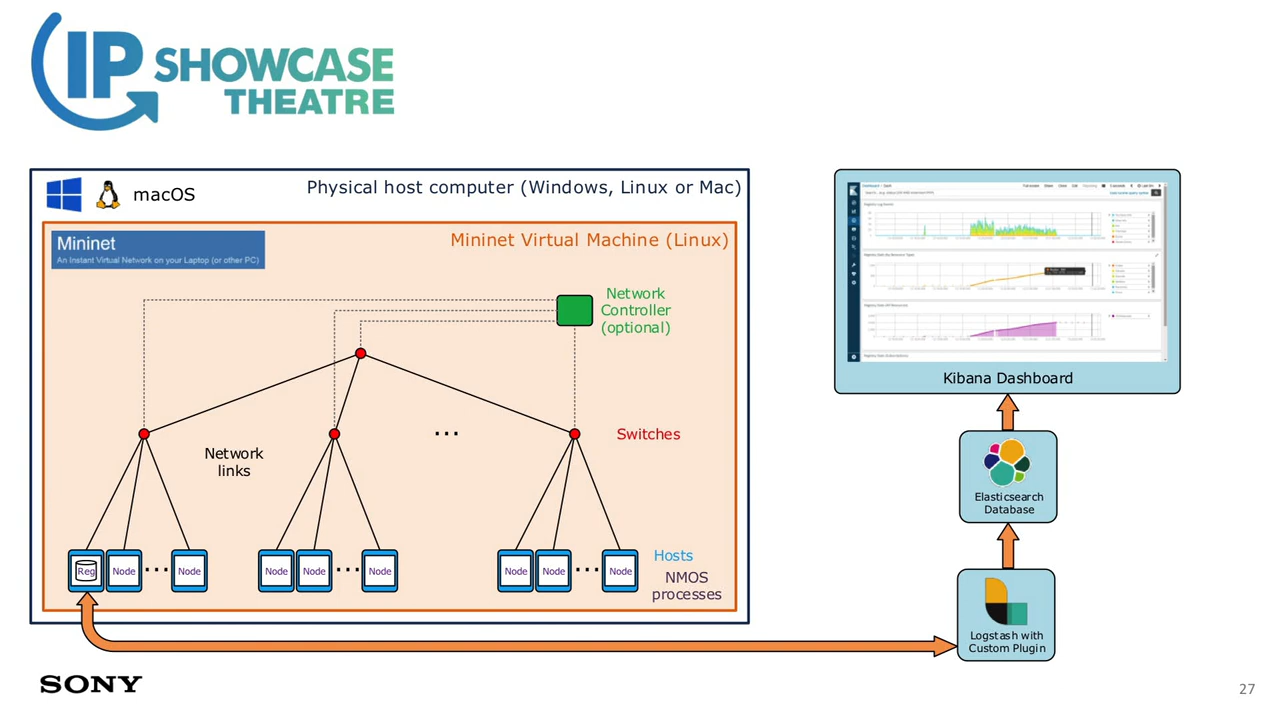 IP SHOWCASE
THEATRE
macOS
Physical host computer (Windows, Linux or Mac)
Mininet
An Instant Virtual Network on your Laptop (or other PC)
Mininet Virtual Machine (Linux)
Network
Controller
(optional)
...
Switches
Network
links
Reg
Node
...
Node
Node
Node
...
Node
Node
Node
...
Node
Hosts
NMOS
processes
Kibana Dashboard
Elasticsearch
Database
Logstash with
Custom Plugin
SONY
27